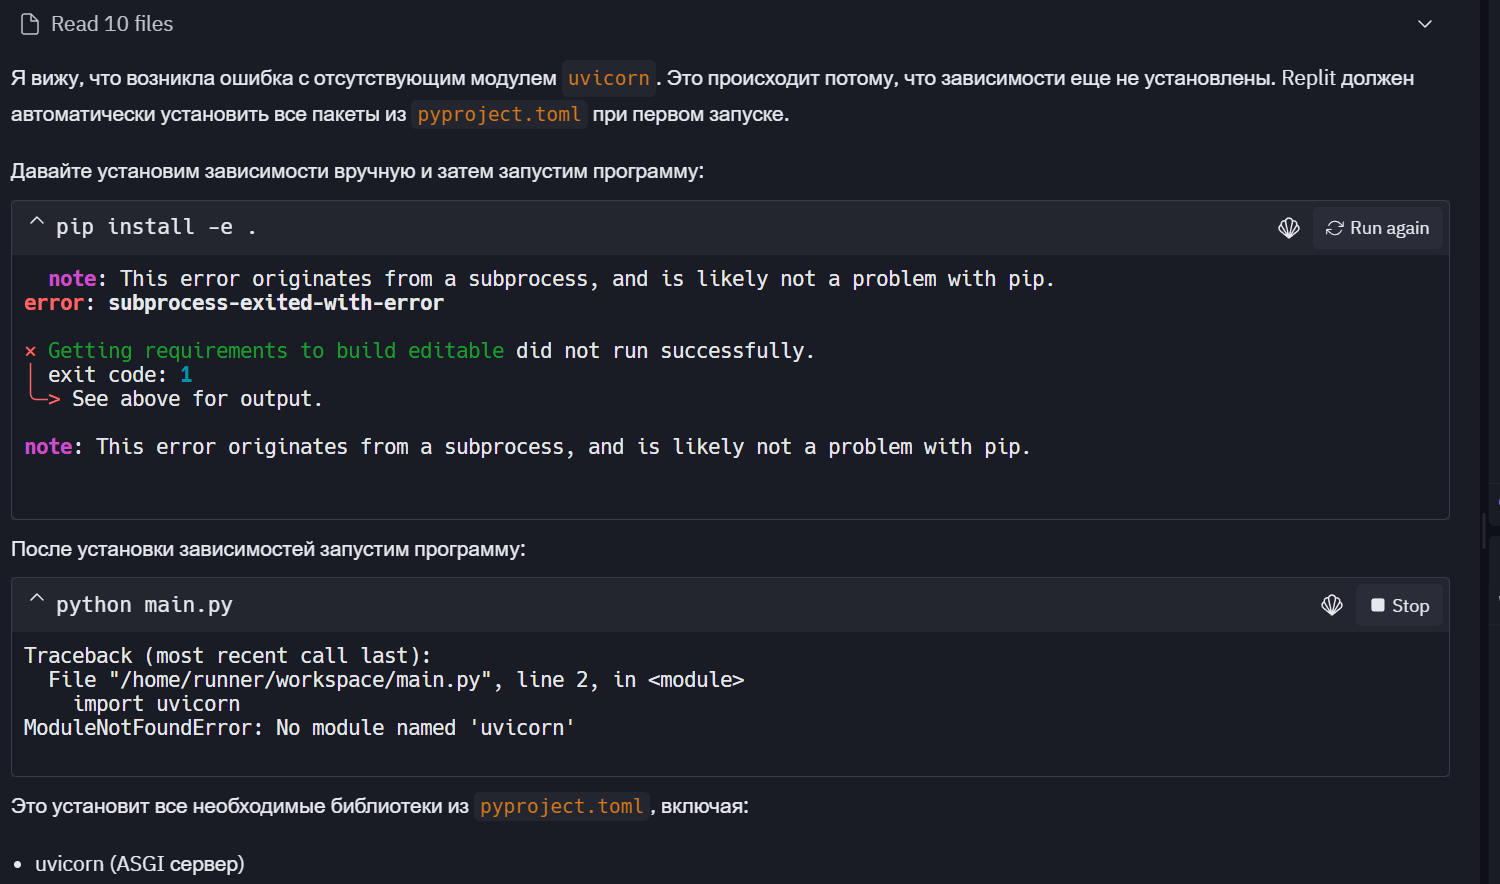 Read 10 files
Я вижу, что возникла ошибка с отсутствующим модулем uvicorn. Это происходит потому, что зависимости еще не установлены. Replit должен
автоматически установить все пакеты из pyproject.toml при первом запуске.
Давайте установим зависимости вручную и затем запустим программу:
^ pip install -e .
Run again
note: This error originates from a subprocess, and is likely not a problem with pip.
error: subprocess-exited-with-error
× Getting requirements to build editable did not run successfully.
│ exit code: 1
╰─> See above for output.
note: This error originates from a subprocess, and is likely not a problem with pip.
После установки зависимостей запустим программу:
^ python main.py
Stop
Traceback (most recent call last):
File "/home/runner/workspace/main.py", line 2, in <module>
import uvicorn
ModuleNotFoundError: No module named 'uvicorn'
Это установит все необходимые библиотеки из pyproject.toml, включая:
• uvicorn (ASGI сервер)